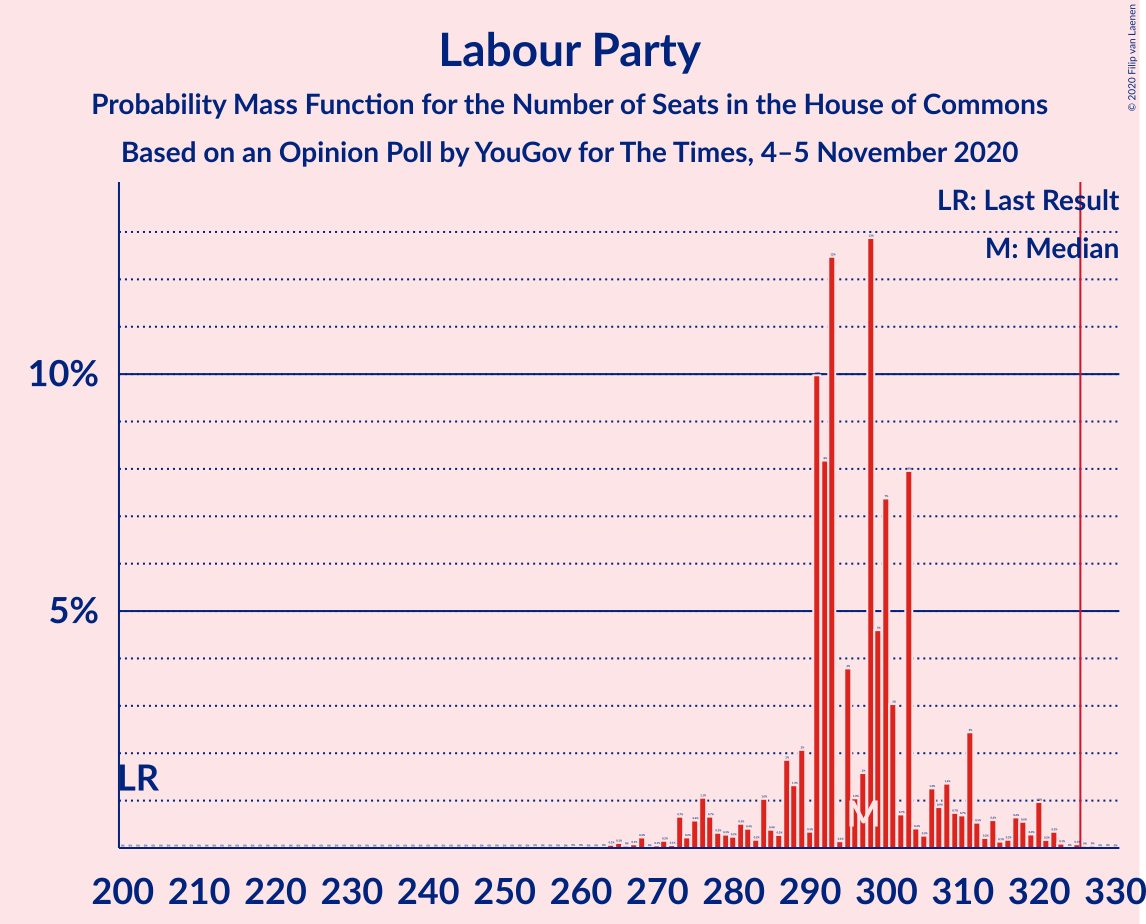 Labour Party
Probability Mass Function for the Number of Seats in the House of Commons
Based on an Opinion Poll by YouGov for The Times, 4–5 November 2020
© 2020 Filip van Laenen
LR: Last Result
M: Median
10%
5%
LR
M
200 210 220 230 240 250 260 270 280 290 300 310 320 330